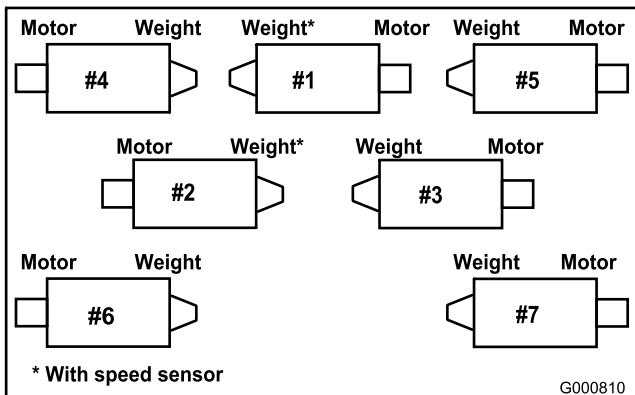 Motor Weight Weight* Motor Weight Motor
#4 #1 #5
Motor Weight* Weight Motor
#2 #3
Motor Weight Weight Motor
#6 #7
* With speed sensor
G000810